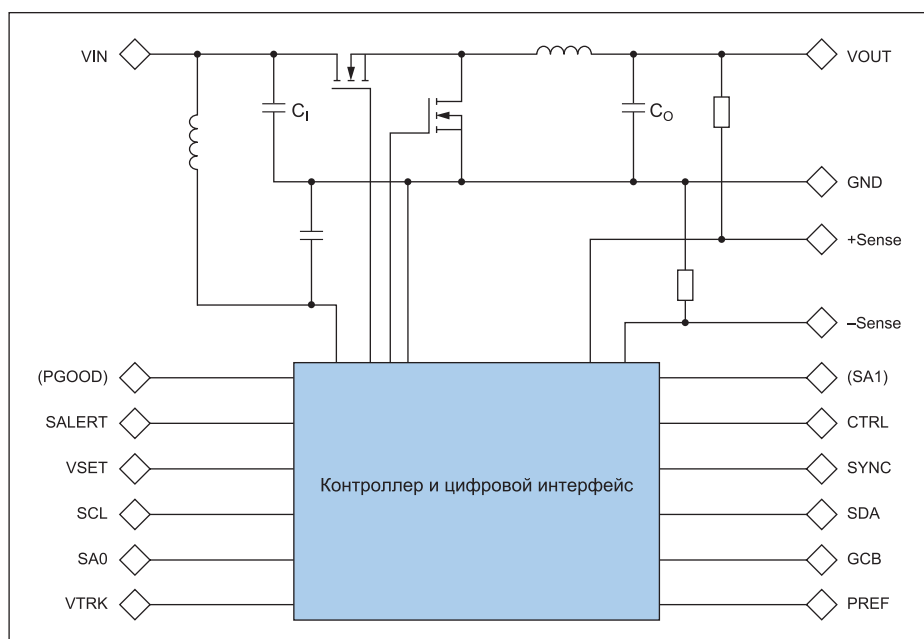 VIN
VOUT
C_I
C_O
GND
+Sense
–Sense
(PGOOD)
(SA1)
SALERT
CTRL
VSET
SYNC
Контроллер и цифровой интерфейс
SCL
SDA
SA0
GCB
VTRK
PREF